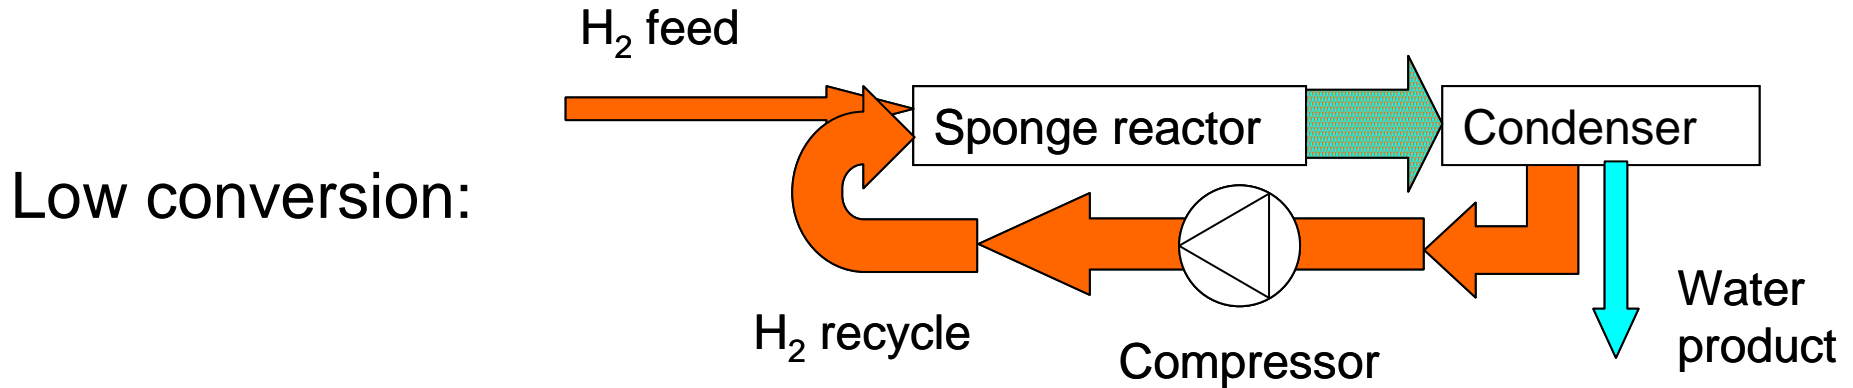 H₂ feed
Sponge reactor
Condenser
Low conversion:
H₂ recycle
Compressor
Water
product